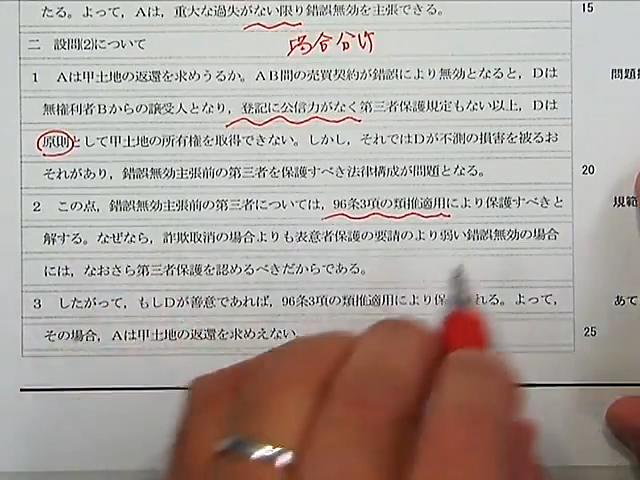 たる。よって，Aは，重大な過失がない限り錯誤無効を主張できる。
15
二 設問(2)について
場合分け
1 Aは甲土地の返還を求めうるか。AB間の売買契約が錯誤により無効となると，Dは
問題
無権利者Bからの譲受人となり，登記に公信力がなく第三者保護規定もない以上，Dは
原則として甲土地の所有権を取得できない。しかし，それではDが不測の損害を被るお
それがあり，錯誤無効主張前の第三者を保護すべき法律構成が問題となる。
20
2 この点，錯誤無効主張前の第三者については，96条3項の類推適用により保護すべきと
規範
解する。なぜなら，詐欺取消の場合よりも表意者保護の要請のより弱い錯誤無効の場合
には，なおさら第三者保護を認めるべきだからである。
3 したがって，もしDが善意であれば，96条3項の類推適用により保 れる。よって，
あて
その場合，Aは甲土地の返還を求めえない。
25